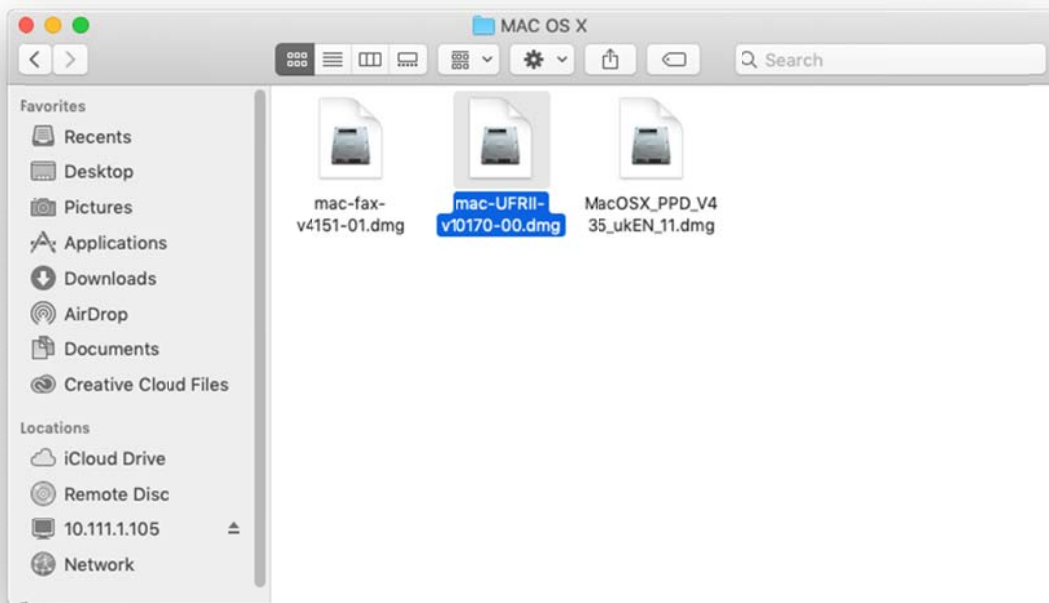 MAC OS X
Search
Favorites
Recents
Desktop
Pictures
Applications
Downloads
AirDrop
Documents
Creative Cloud Files
Locations
iCloud Drive
Remote Disc
10.111.1.105
Network
mac-fax-
v4151-01.dmg
mac-UFRII-
v10170-00.dmg
MacOSX_PPD_V4
35_ukEN_11.dmg